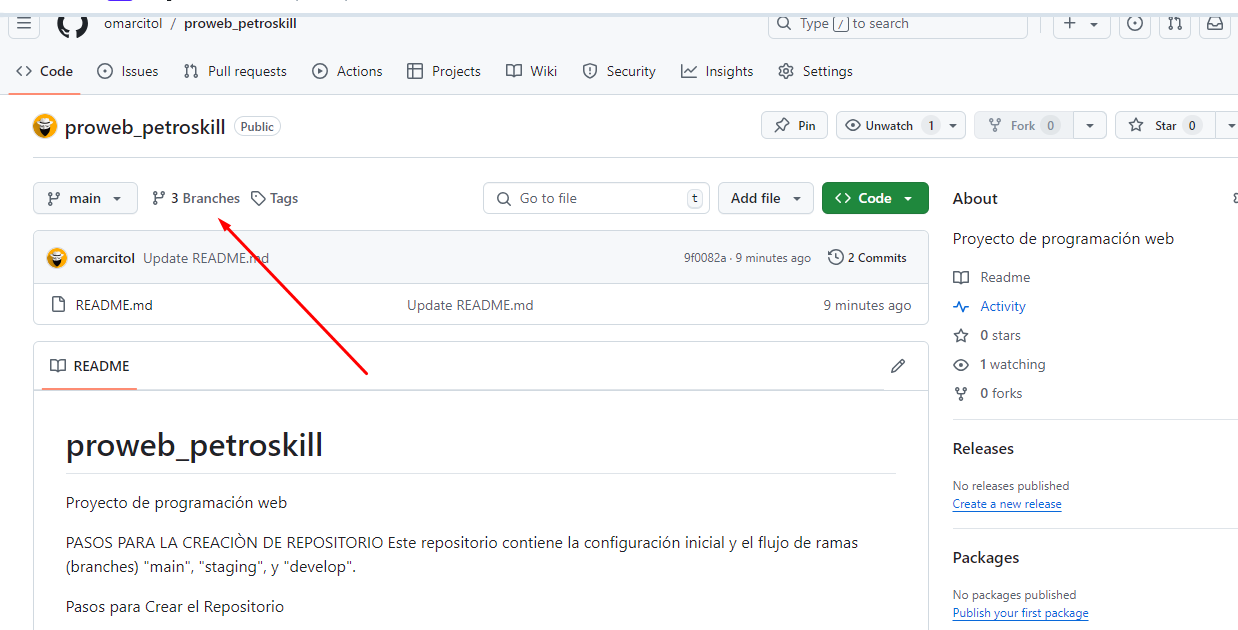 omarcitol / proweb_petroskill
Type / to search
Code Issues Pull requests Actions Projects Wiki Security Insights Settings
proweb_petroskill Public
Pin Unwatch 1 Fork 0 Star 0
main 3 Branches Tags Go to file t Add file Code
omarcitol Update README.md 9f0082a · 9 minutes ago 2 Commits
README.md Update README.md 9 minutes ago
README
proweb_petroskill
Proyecto de programación web
PASOS PARA LA CREACIÒN DE REPOSITORIO Este repositorio contiene la configuración inicial y el flujo de ramas
(branches) "main", "staging", y "develop".
Pasos para Crear el Repositorio
About
Proyecto de programación web
Readme
Activity
0 stars
1 watching
0 forks
Releases
No releases published
Create a new release
Packages
No packages published
Publish your first package